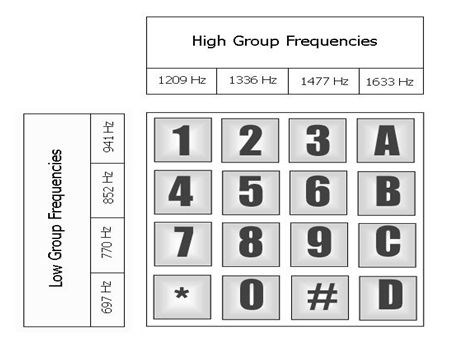 High Group Frequencies
1209 Hz 1336 Hz 1477 Hz 1633 Hz
Low Group Frequencies
941 Hz
852 Hz
770 Hz
697 Hz
1 2 3 A
4 5 6 B
7 8 9 C
* 0 # D